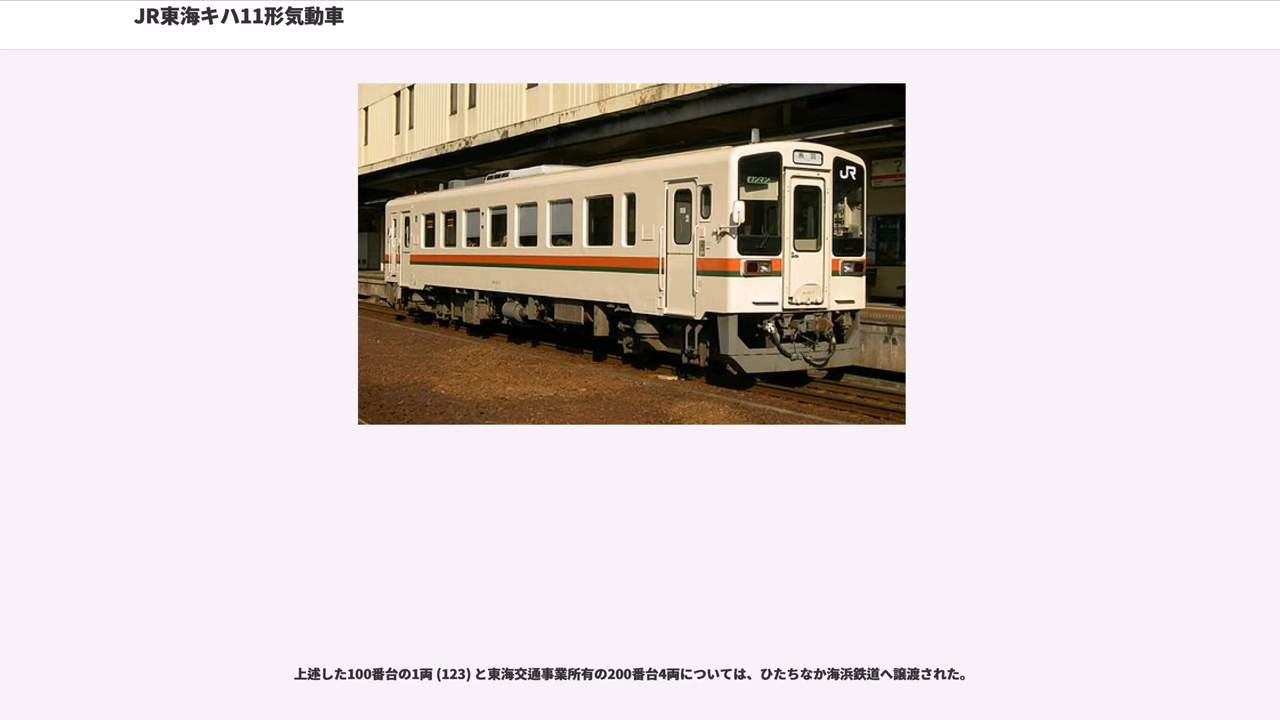 JR東海キハ11形気動車
JR
上述した100番台の1両 (123) と東海交通事業所有の200番台4両については、ひたちなか海浜鉄道へ譲渡された。